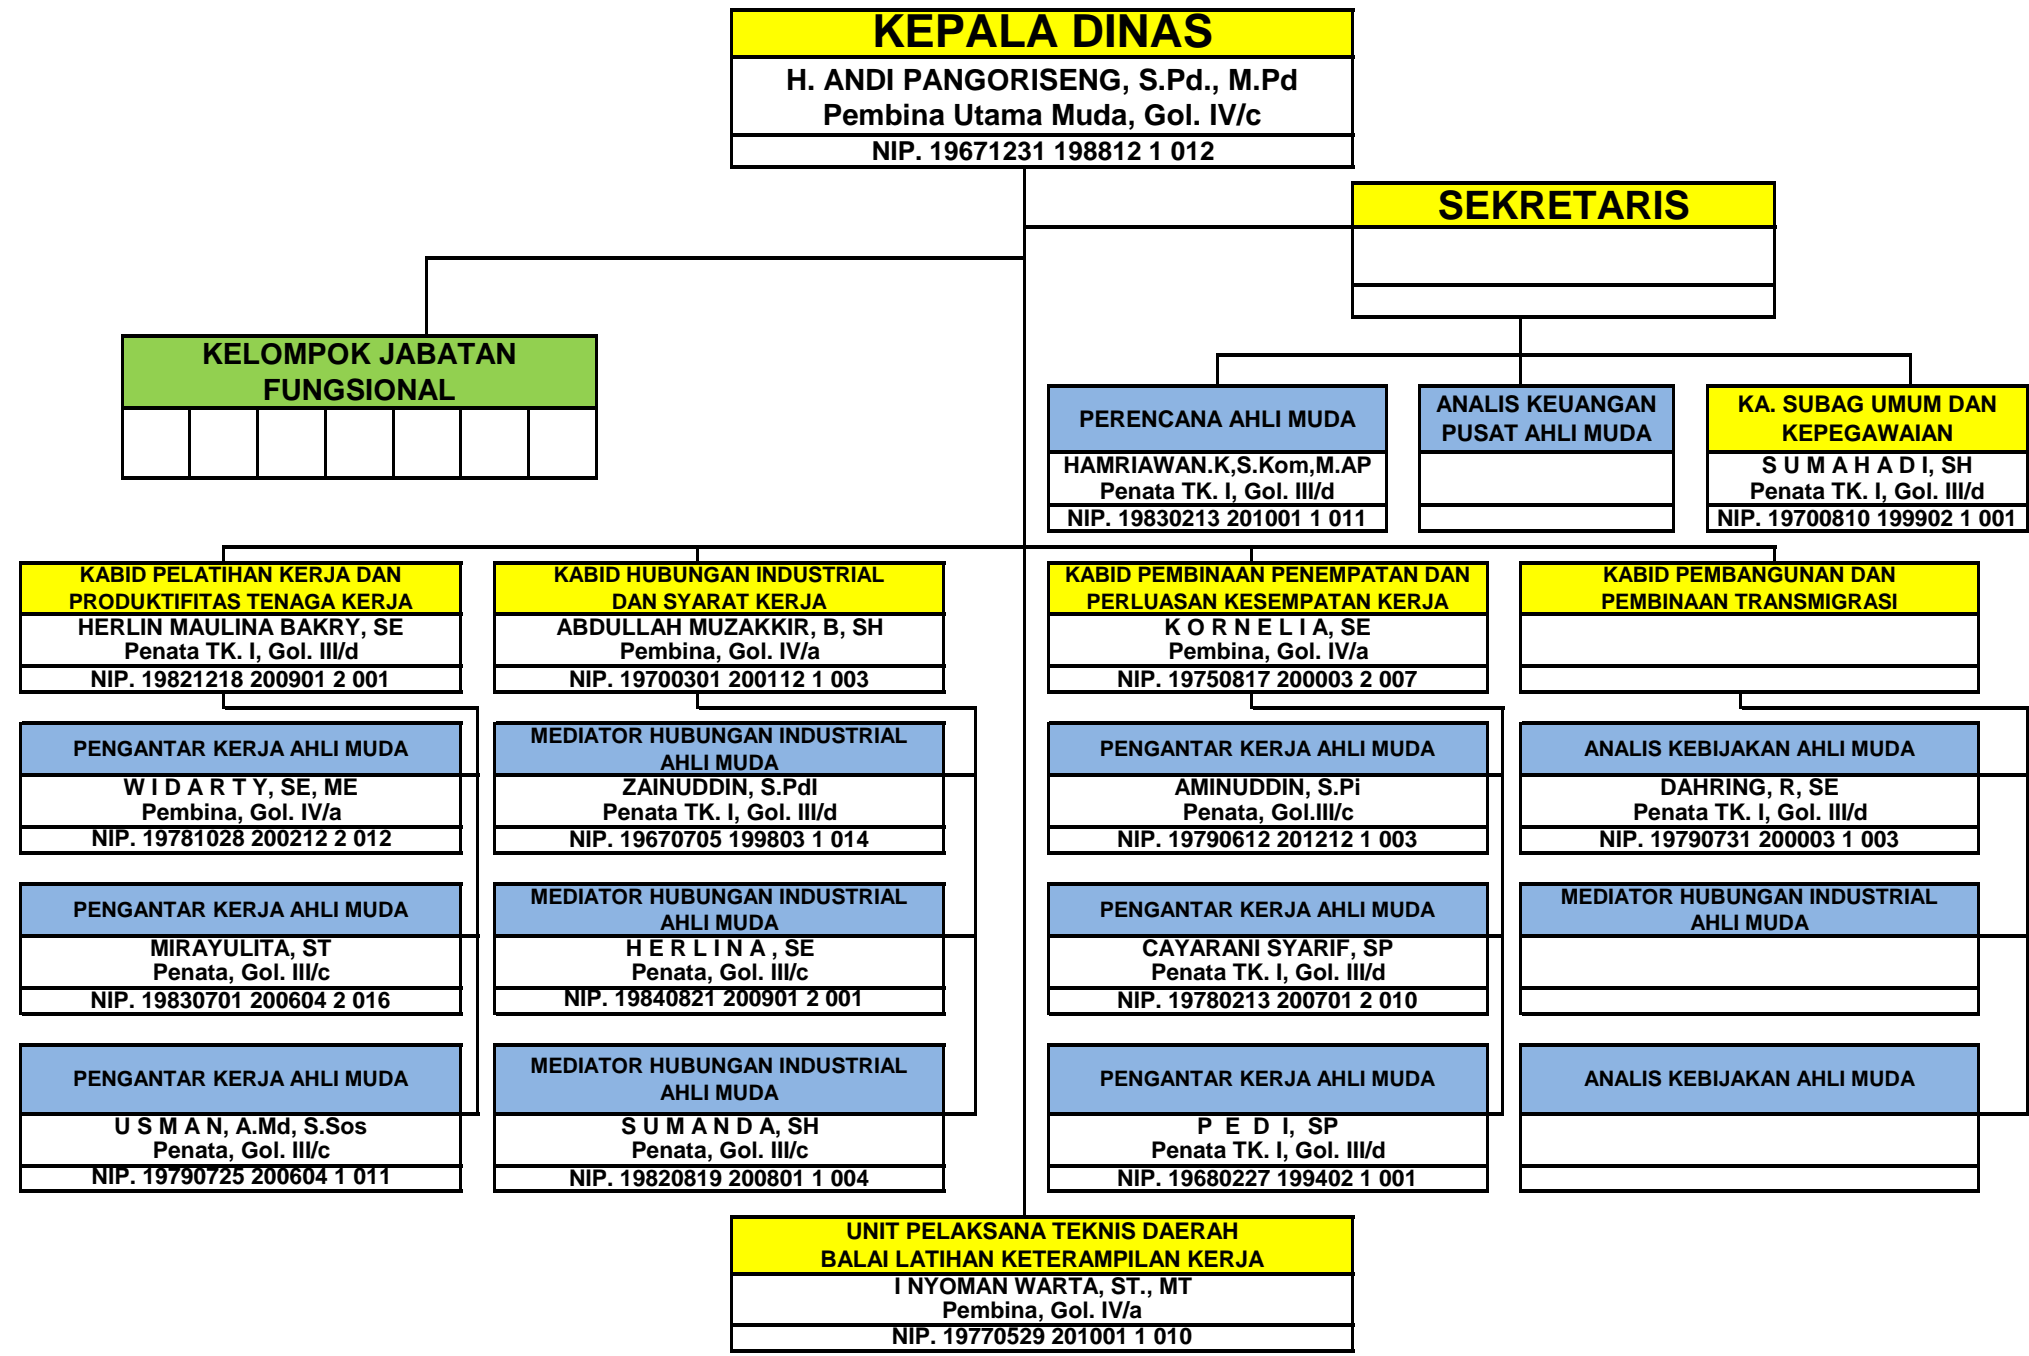 KEPALA DINAS
H. ANDI PANGORISENG, S.Pd., M.Pd
Pembina Utama Muda, Gol. IV/c
NIP. 19671231 198812 1 012
SEKRETARIS
KELOMPOK JABATAN
FUNGSIONAL
PERENCANA AHLI MUDA
HAMRIAWAN.K,S.Kom,M.AP
Penata TK. I, Gol. III/d
NIP. 19830213 201001 1 011
ANALIS KEUANGAN
PUSAT AHLI MUDA
KA. SUBAG UMUM DAN
KEPEGAWAIAN
S U M A H A D I, SH
Penata TK. I, Gol. III/d
NIP. 19700810 199902 1 001
KABID PELATIHAN KERJA DAN
PRODUKTIFITAS TENAGA KERJA
HERLIN MAULINA BAKRY, SE
Penata TK. I, Gol. III/d
NIP. 19821218 200901 2 001
KABID HUBUNGAN INDUSTRIAL
DAN SYARAT KERJA
ABDULLAH MUZAKKIR, B, SH
Pembina, Gol. IV/a
NIP. 19700301 200112 1 003
KABID PEMBINAAN PENEMPATAN DAN
PERLUASAN KESEMPATAN KERJA
K O R N E L I A, SE
Pembina, Gol. IV/a
NIP. 19750817 200003 2 007
KABID PEMBANGUNAN DAN
PEMBINAAN TRANSMIGRASI
PENGANTAR KERJA AHLI MUDA
W I D A R T Y, SE, ME
Pembina, Gol. IV/a
NIP. 19781028 200212 2 012
MEDIATOR HUBUNGAN INDUSTRIAL
AHLI MUDA
ZAINUDDIN, S.PdI
Penata TK. I, Gol. III/d
NIP. 19670705 199803 1 014
PENGANTAR KERJA AHLI MUDA
AMINUDDIN, S.Pi
Penata, Gol.III/c
NIP. 19790612 201212 1 003
ANALIS KEBIJAKAN AHLI MUDA
DAHRING, R, SE
Penata TK. I, Gol. III/d
NIP. 19790731 200003 1 003
PENGANTAR KERJA AHLI MUDA
MIRAYULITA, ST
Penata, Gol. III/c
NIP. 19830701 200604 2 016
MEDIATOR HUBUNGAN INDUSTRIAL
AHLI MUDA
H E R L I N A , SE
Penata, Gol. III/c
NIP. 19840821 200901 2 001
PENGANTAR KERJA AHLI MUDA
CAYARANI SYARIF, SP
Penata TK. I, Gol. III/d
NIP. 19780213 200701 2 010
MEDIATOR HUBUNGAN INDUSTRIAL
AHLI MUDA
PENGANTAR KERJA AHLI MUDA
U S M A N, A.Md, S.Sos
Penata, Gol. III/c
NIP. 19790725 200604 1 011
MEDIATOR HUBUNGAN INDUSTRIAL
AHLI MUDA
S U M A N D A, SH
Penata, Gol. III/c
NIP. 19820819 200801 1 004
PENGANTAR KERJA AHLI MUDA
P E D I, SP
Penata TK. I, Gol. III/d
NIP. 19680227 199402 1 001
ANALIS KEBIJAKAN AHLI MUDA
UNIT PELAKSANA TEKNIS DAERAH
BALAI LATIHAN KETERAMPILAN KERJA
I NYOMAN WARTA, ST., MT
Pembina, Gol. IV/a
NIP. 19770529 201001 1 010